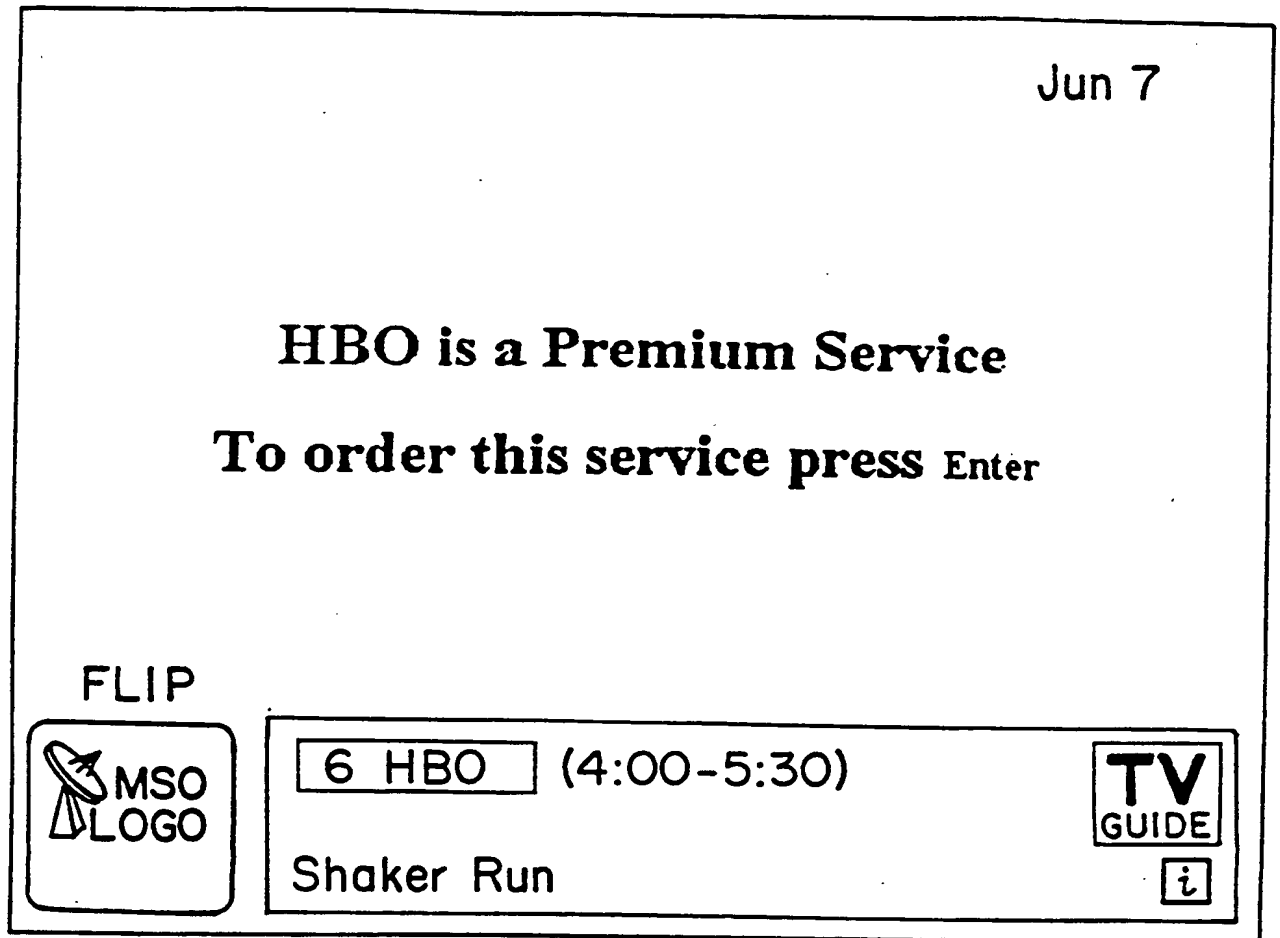 Jun 7
HBO is a Premium Service
To order this service press Enter
FLIP
MSO
LOGO
6 HBO (4:00-5:30)
TV
GUIDE
Shaker Run
i